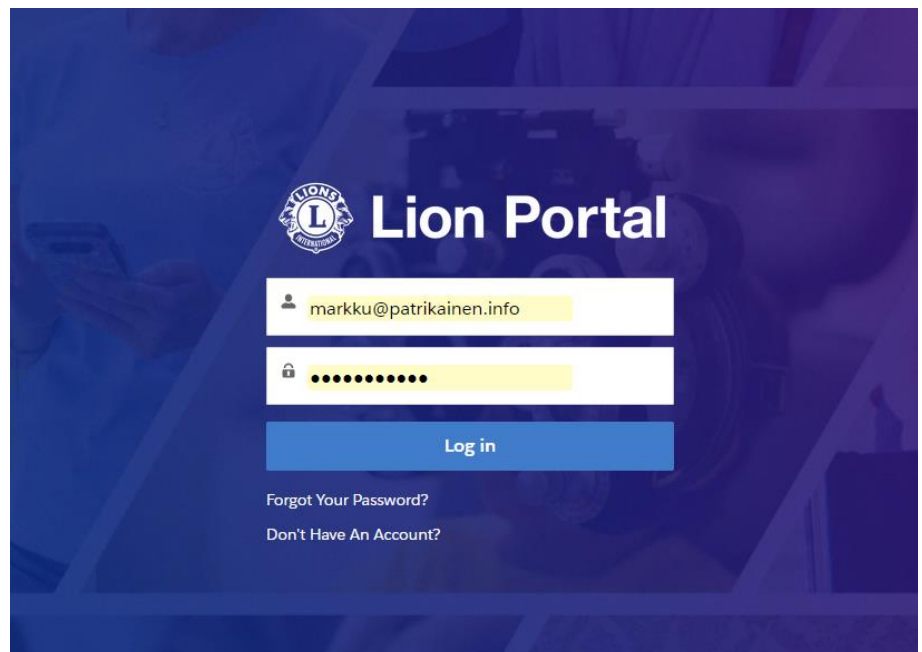 LIONS
L
INTERNATIONAL
Lion Portal
markku@patrikainen.info
●●●●●●●●●●●
Log in
Forgot Your Password?
Don't Have An Account?